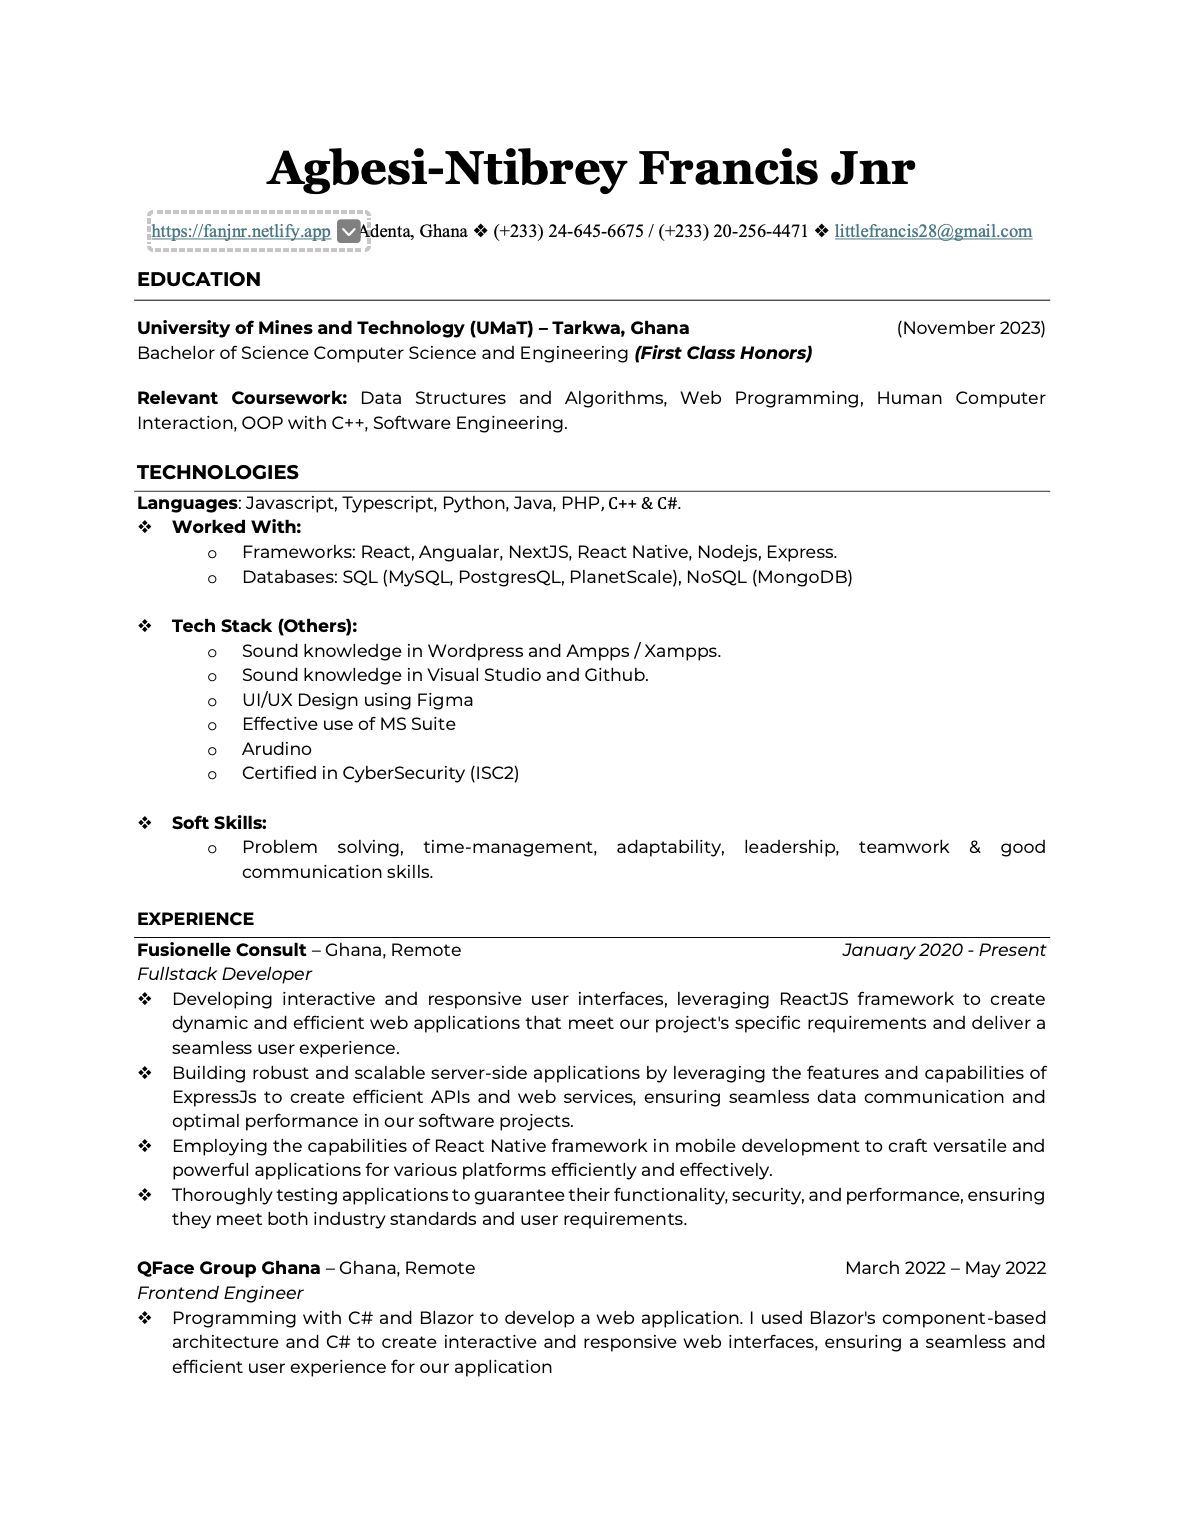 Agbesi-Ntibrey Francis Jnr
https://fanjnr.netlify.app Adenta, Ghana ❖ (+233) 24-645-6675 / (+233) 20-256-4471 ❖ littlefrancis28@gmail.com
EDUCATION
University of Mines and Technology (UMaT) – Tarkwa, Ghana (November 2023)
Bachelor of Science Computer Science and Engineering (First Class Honors)
Relevant Coursework: Data Structures and Algorithms, Web Programming, Human Computer
Interaction, OOP with C++, Software Engineering.
TECHNOLOGIES
Languages: Javascript, Typescript, Python, Java, PHP, C++ & C#.
❖ Worked With:
o Frameworks: React, Angualar, NextJS, React Native, Nodejs, Express.
o Databases: SQL (MySQL, PostgresQL, PlanetScale), NoSQL (MongoDB)
❖ Tech Stack (Others):
o Sound knowledge in Wordpress and Ampps / Xampps.
o Sound knowledge in Visual Studio and Github.
o UI/UX Design using Figma
o Effective use of MS Suite
o Arudino
o Certified in CyberSecurity (ISC2)
❖ Soft Skills:
o Problem solving, time-management, adaptability, leadership, teamwork & good
communication skills.
EXPERIENCE
Fusionelle Consult – Ghana, Remote January 2020 - Present
Fullstack Developer
❖ Developing interactive and responsive user interfaces, leveraging ReactJS framework to create
dynamic and efficient web applications that meet our project's specific requirements and deliver a
seamless user experience.
❖ Building robust and scalable server-side applications by leveraging the features and capabilities of
ExpressJs to create efficient APIs and web services, ensuring seamless data communication and
optimal performance in our software projects.
❖ Employing the capabilities of React Native framework in mobile development to craft versatile and
powerful applications for various platforms efficiently and effectively.
❖ Thoroughly testing applications to guarantee their functionality, security, and performance, ensuring
they meet both industry standards and user requirements.
QFace Group Ghana – Ghana, Remote March 2022 – May 2022
Frontend Engineer
❖ Programming with C# and Blazor to develop a web application. I used Blazor's component-based
architecture and C# to create interactive and responsive web interfaces, ensuring a seamless and
efficient user experience for our application